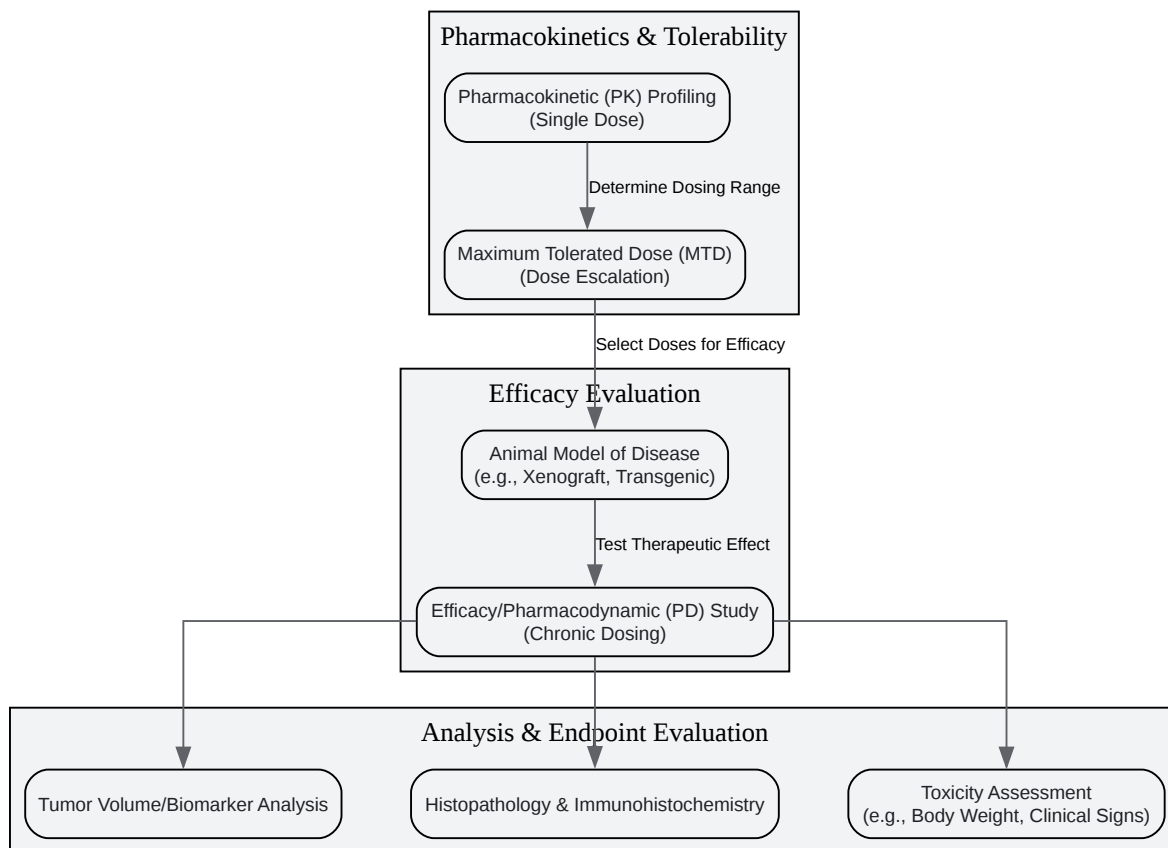 Pharmacokinetics & Tolerability
Pharmacokinetic (PK) Profiling
(Single Dose)
Determine Dosing Range
Maximum Tolerated Dose (MTD)
(Dose Escalation)
Select Doses for Efficacy
Efficacy Evaluation
Animal Model of Disease
(e.g., Xenograft, Transgenic)
Test Therapeutic Effect
Efficacy/Pharmacodynamic (PD) Study
(Chronic Dosing)
Analysis & Endpoint Evaluation
Tumor Volume/Biomarker Analysis
Histopathology & Immunohistochemistry
Toxicity Assessment
(e.g., Body Weight, Clinical Signs)